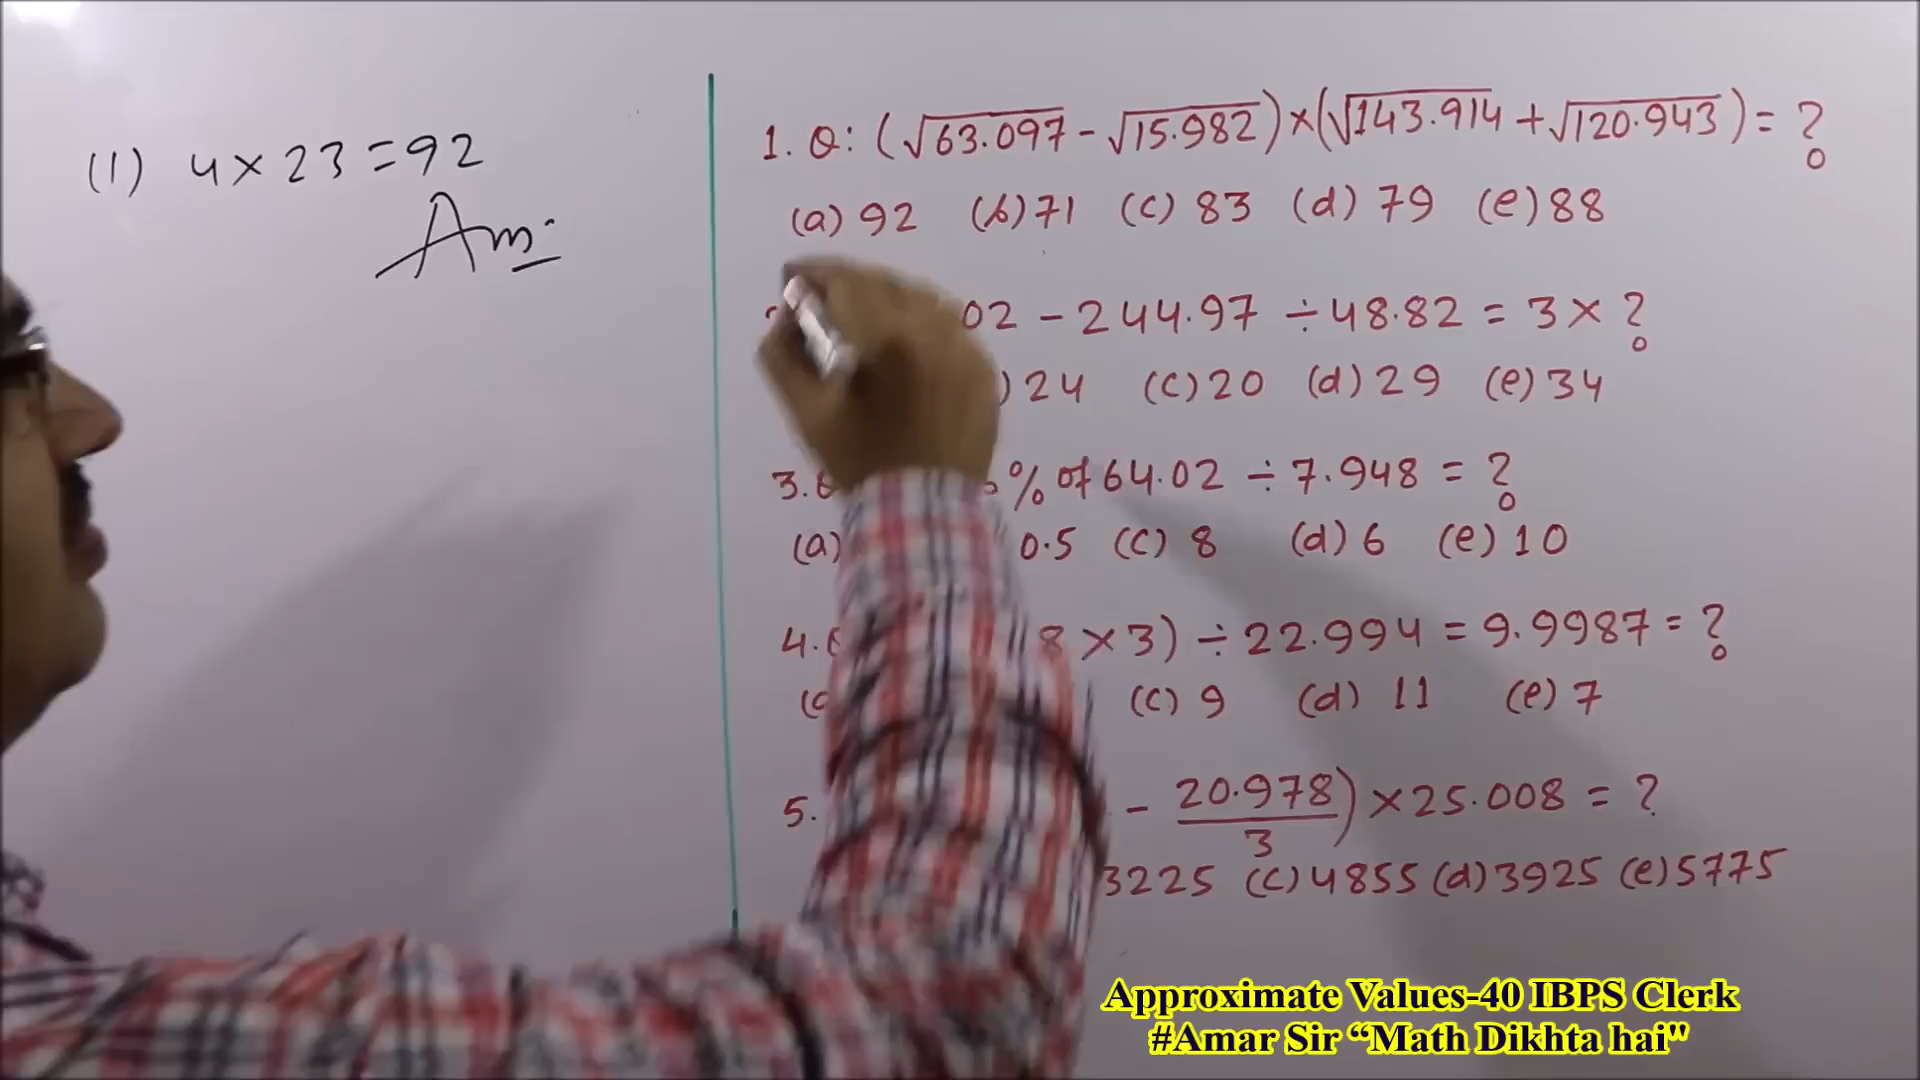 (1) 4 × 23 = 92
Ans.
1. Q: (√63.097 - √15.982) × (√143.914 + √120.943) = ?
(a) 92 (b) 71 (c) 83 (d) 79 (e) 88
02 - 244.97 ÷ 48.82 = 3 × ?
) 24 (c) 20 (d) 29 (e) 34
3. % of 64.02 ÷ 7.948 = ?
(a) 0.5 (c) 8 (d) 6 (e) 10
4. 8 × 3) ÷ 22.994 = 9.9987 = ?
(c) 9 (d) 11 (e) 7
5. - 20.978/3) × 25.008 = ?
3225 (c) 4855 (d) 3925 (e) 5775
Approximate Values-40 IBPS Clerk
#Amar Sir “Math Dikhta hai"